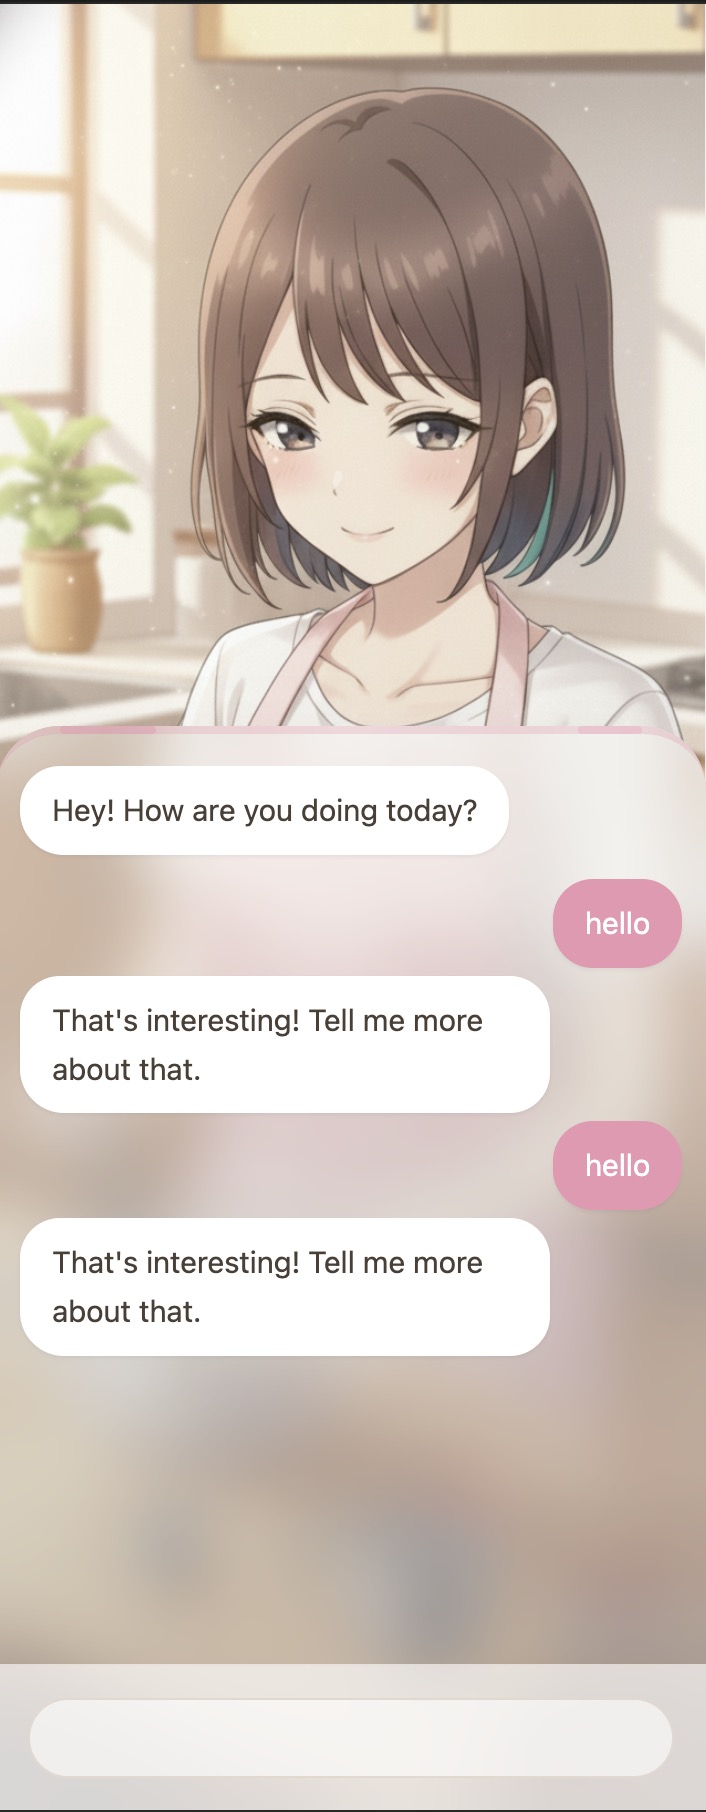 Hey! How are you doing today?
hello
That's interesting! Tell me more
about that.
hello
That's interesting! Tell me more
about that.